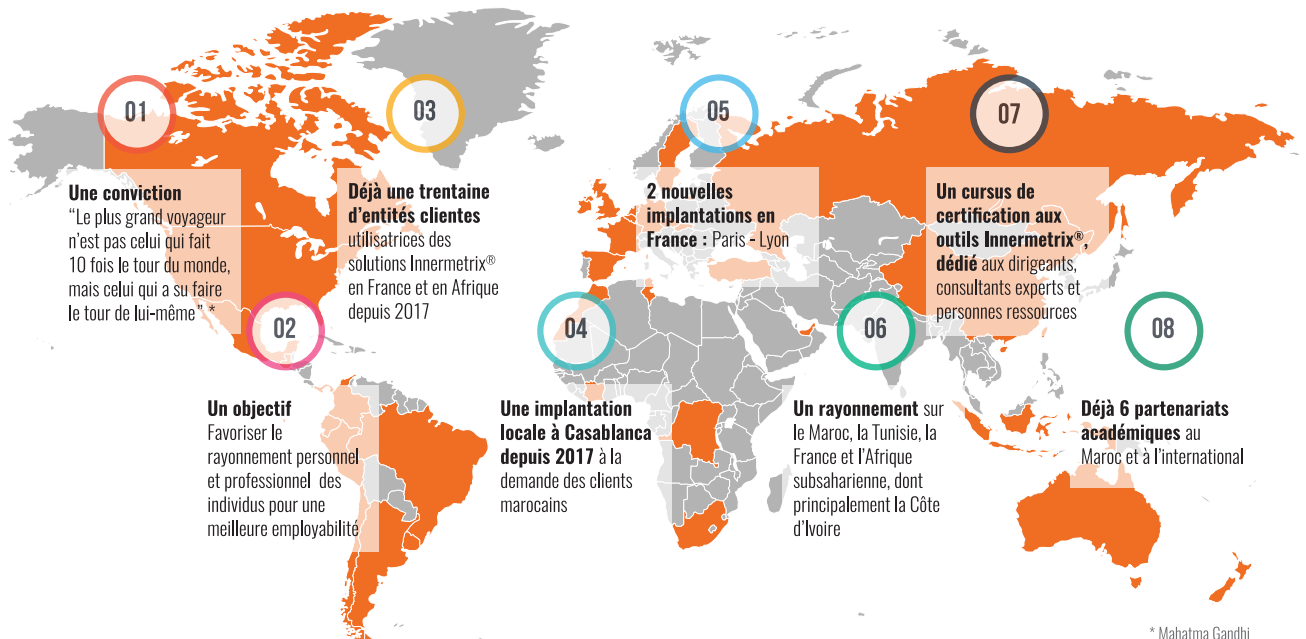 01
Une conviction
“Le plus grand voyageur
n’est pas celui qui fait
10 fois le tour du monde,
mais celui qui a su faire
le tour de lui-même” *
02
Un objectif
Favoriser le
rayonnement personnel
et professionnel des
individus pour une
meilleure employabilité
03
Déjà une trentaine
d’entités clientes
utilisatrices des
solutions Innermetrix®
en France et en Afrique
depuis 2017
04
Une implantation
locale à Casablanca
depuis 2017 à la
demande des clients
marocains
05
2 nouvelles
implantations en
France : Paris - Lyon
06
Un rayonnement sur
le Maroc, la Tunisie, la
France et l’Afrique
subsaharienne, dont
principalement la Côte
d’Ivoire
07
Un cursus de
certification aux
outils Innermetrix®,
dédié aux dirigeants,
consultants experts et
personnes ressources
08
Déjà 6 partenariats
académiques au
Maroc et à l’international
* Mahatma Gandhi